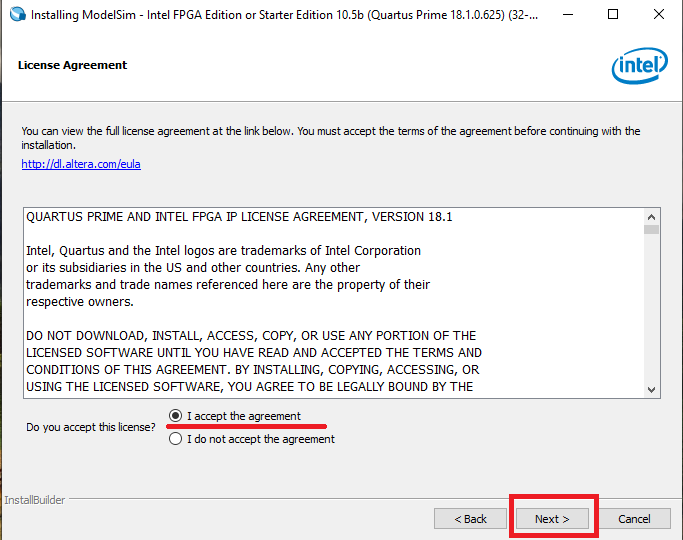 Installing ModelSim - Intel FPGA Edition or Starter Edition 10.5b (Quartus Prime 18.1.0.625) (32-...
License Agreement
intel
You can view the full license agreement at the link below. You must accept the terms of the agreement before continuing with the
installation.
http://dl.altera.com/eula
QUARTUS PRIME AND INTEL FPGA IP LICENSE AGREEMENT, VERSION 18.1
Intel, Quartus and the Intel logos are trademarks of Intel Corporation
or its subsidiaries in the US and other countries. Any other
trademarks and trade names referenced here are the property of their
respective owners.
DO NOT DOWNLOAD, INSTALL, ACCESS, COPY, OR USE ANY PORTION OF THE
LICENSED SOFTWARE UNTIL YOU HAVE READ AND ACCEPTED THE TERMS AND
CONDITIONS OF THIS AGREEMENT. BY INSTALLING, COPYING, ACCESSING, OR
USING THE LICENSED SOFTWARE, YOU AGREE TO BE LEGALLY BOUND BY THE
I accept the agreement
Do you accept this license?
I do not accept the agreement
InstallBuilder
< Back
Next >
Cancel